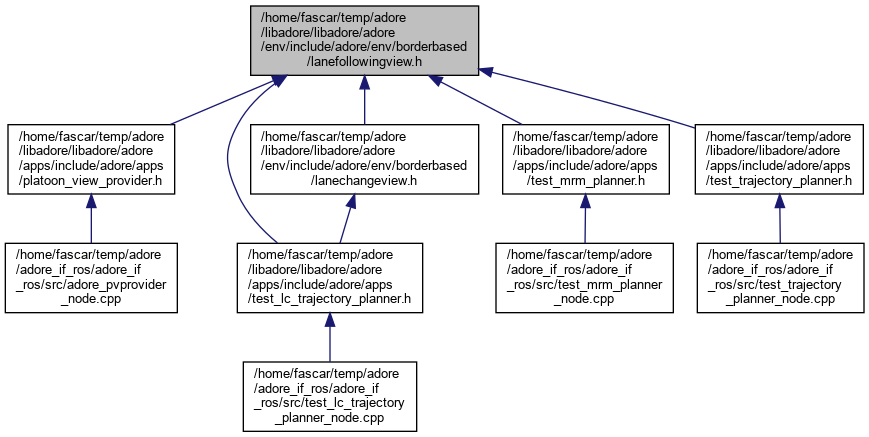 /home/fascar/temp/adore
/libadore/libadore/adore
/env/include/adore/env/borderbased
/lanefollowingview.h
/home/fascar/temp/adore
/libadore/libadore/adore
/apps/include/adore/apps
/platoon_view_provider.h
/home/fascar/temp/adore
/libadore/libadore/adore
/env/include/adore/env/borderbased
/lanechangeview.h
/home/fascar/temp/adore
/libadore/libadore/adore
/apps/include/adore/apps
/test_mrm_planner.h
/home/fascar/temp/adore
/libadore/libadore/adore
/apps/include/adore/apps
/test_trajectory_planner.h
/home/fascar/temp/adore
/adore_if_ros/adore_if
_ros/src/adore_pvprovider
_node.cpp
/home/fascar/temp/adore
/libadore/libadore/adore
/apps/include/adore/apps
/test_lc_trajectory_planner.h
/home/fascar/temp/adore
/adore_if_ros/adore_if
_ros/src/test_mrm_planner
_node.cpp
/home/fascar/temp/adore
/adore_if_ros/adore_if
_ros/src/test_trajectory
_planner_node.cpp
/home/fascar/temp/adore
/adore_if_ros/adore_if
_ros/src/test_lc_trajectory
_planner_node.cpp